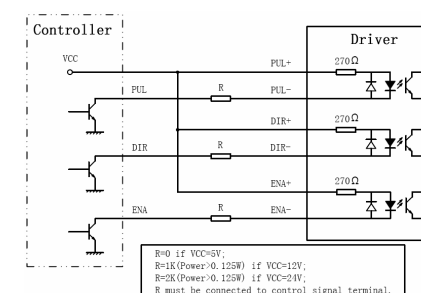 Controller
Driver
VCC
PUL+
270Ω
PUL
R
PUL-
DIR+
270Ω
DIR
R
DIR-
ENA+
270Ω
ENA
R
ENA-
R=0 if VCC=5V;
R=1K(Power>0.125W) if VCC=12V;
R=2K(Power>0.125W) if VCC=24V;
R must be connected to control signal terminal.